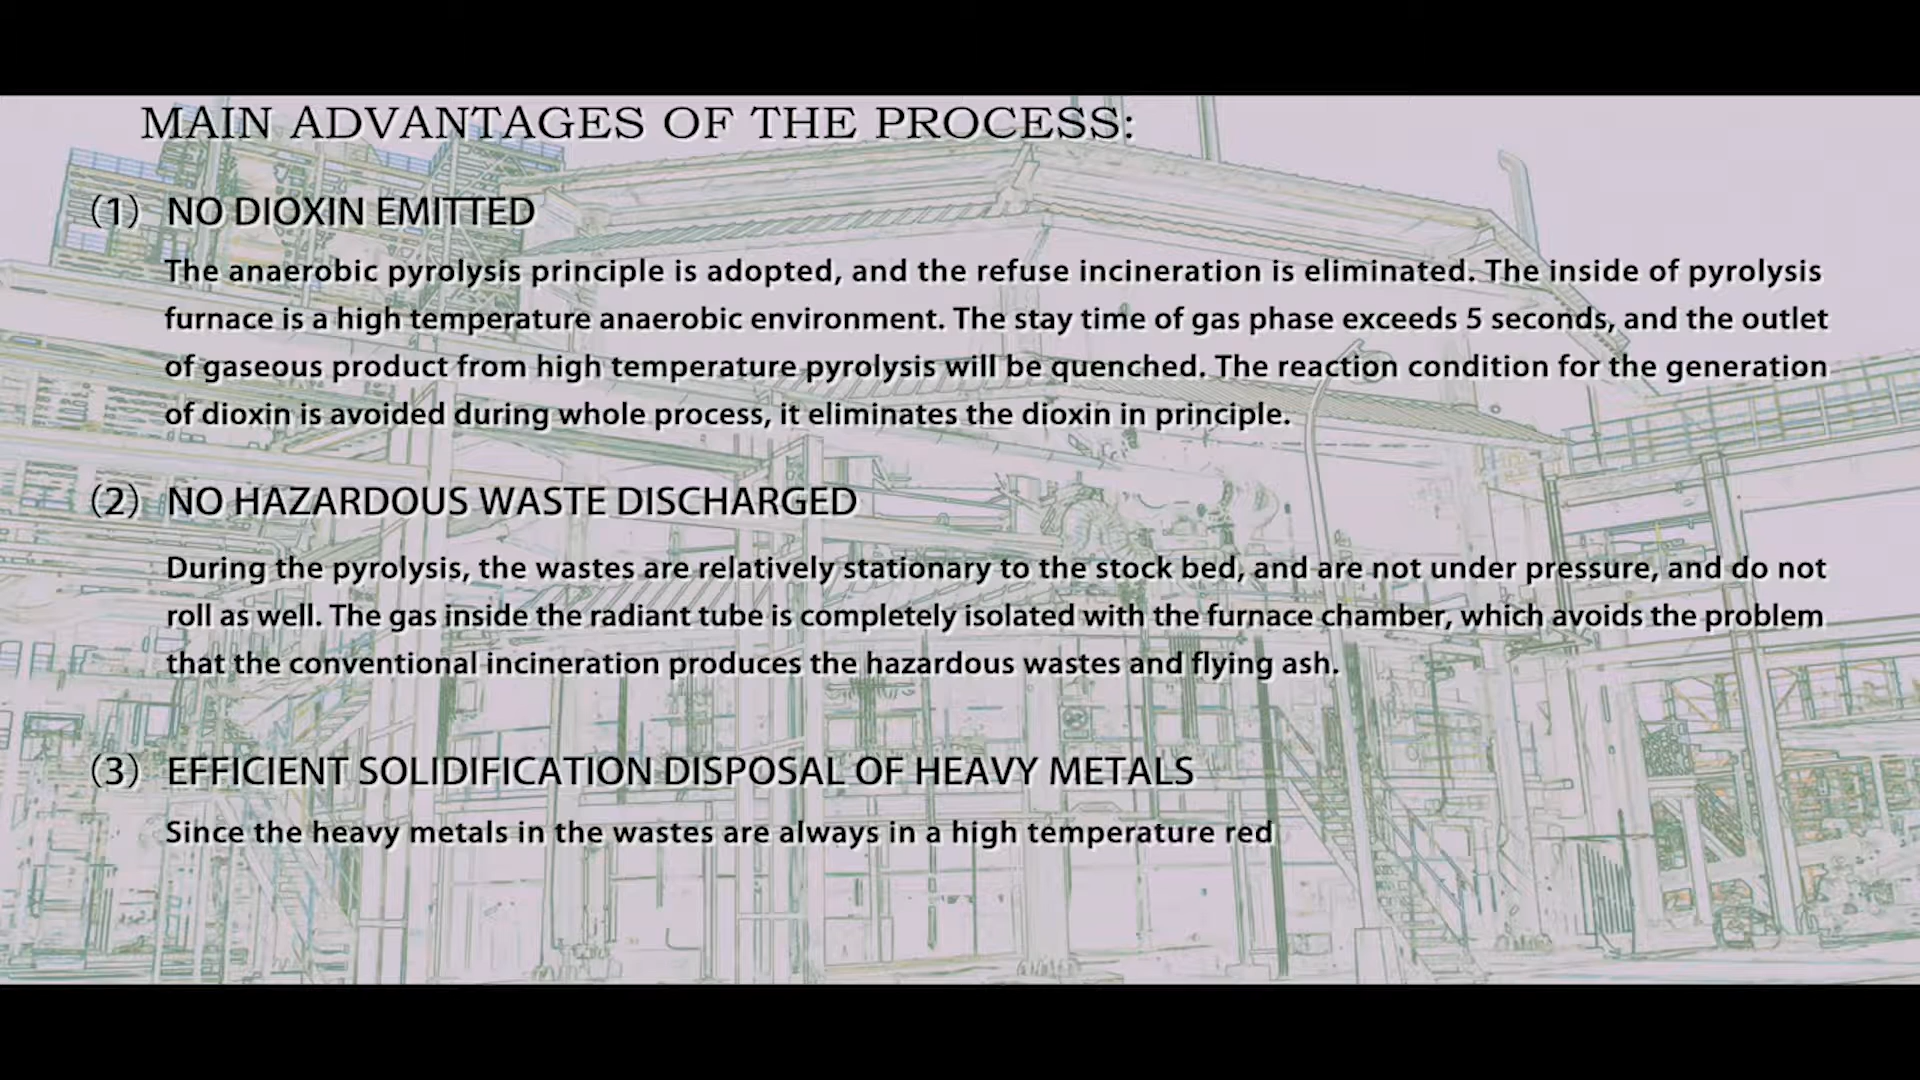 MAIN ADVANTAGES OF THE PROCESS:
(1) NO DIOXIN EMITTED
The anaerobic pyrolysis principle is adopted, and the refuse incineration is eliminated. The inside of pyrolysis
furnace is a high temperature anaerobic environment. The stay time of gas phase exceeds 5 seconds, and the outlet
of gaseous product from high temperature pyrolysis will be quenched. The reaction condition for the generation
of dioxin is avoided during whole process, it eliminates the dioxin in principle.
(2) NO HAZARDOUS WASTE DISCHARGED
During the pyrolysis, the wastes are relatively stationary to the stock bed, and are not under pressure, and do not
roll as well. The gas inside the radiant tube is completely isolated with the furnace chamber, which avoids the problem
that the conventional incineration produces the hazardous wastes and flying ash.
(3) EFFICIENT SOLIDIFICATION DISPOSAL OF HEAVY METALS
Since the heavy metals in the wastes are always in a high temperature red